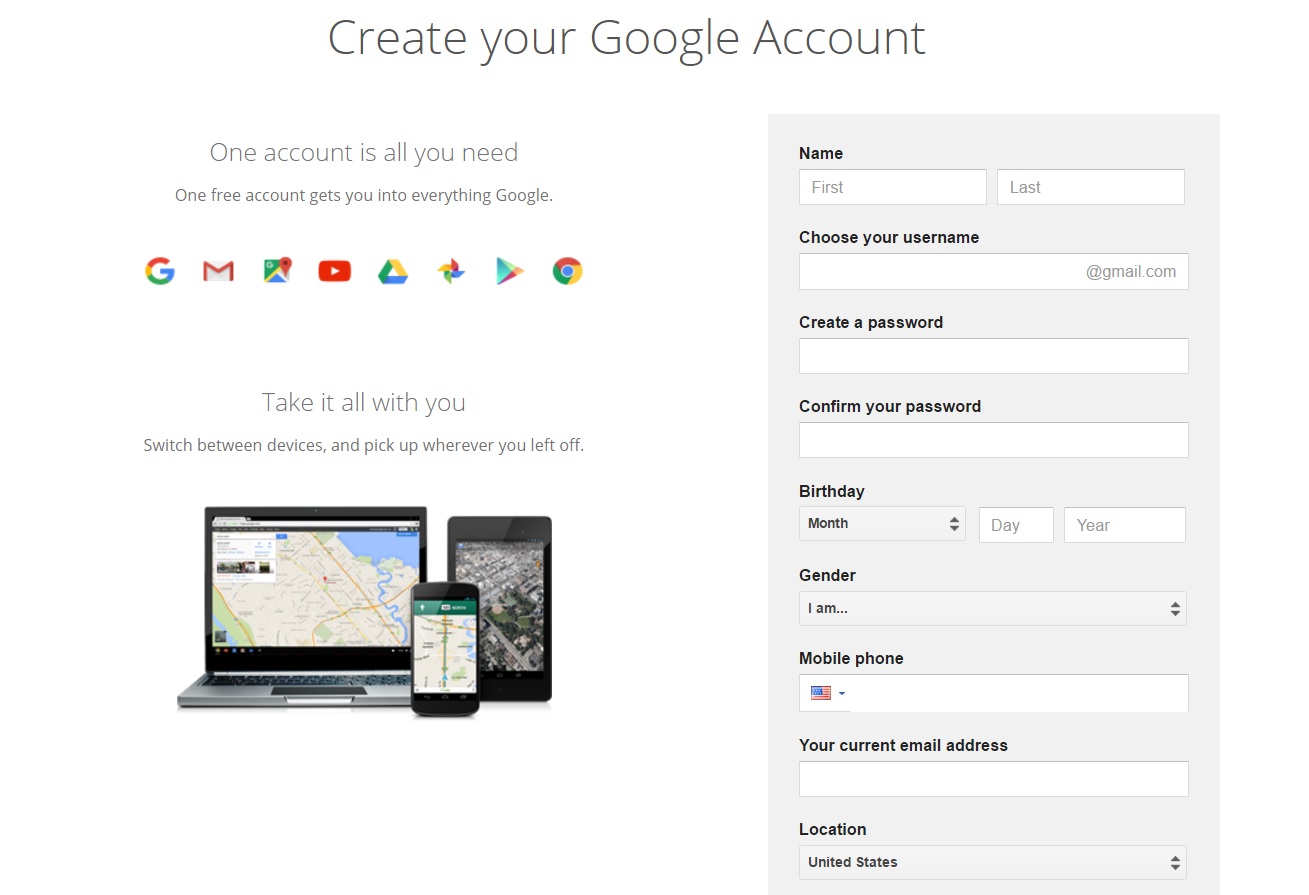 Create your Google Account
One account is all you need
One free account gets you into everything Google.
Take it all with you
Switch between devices, and pick up wherever you left off.
Name
First Last
Choose your username
@gmail.com
Create a password
Confirm your password
Birthday
Month Day Year
Gender
I am...
Mobile phone
Your current email address
Location
United States